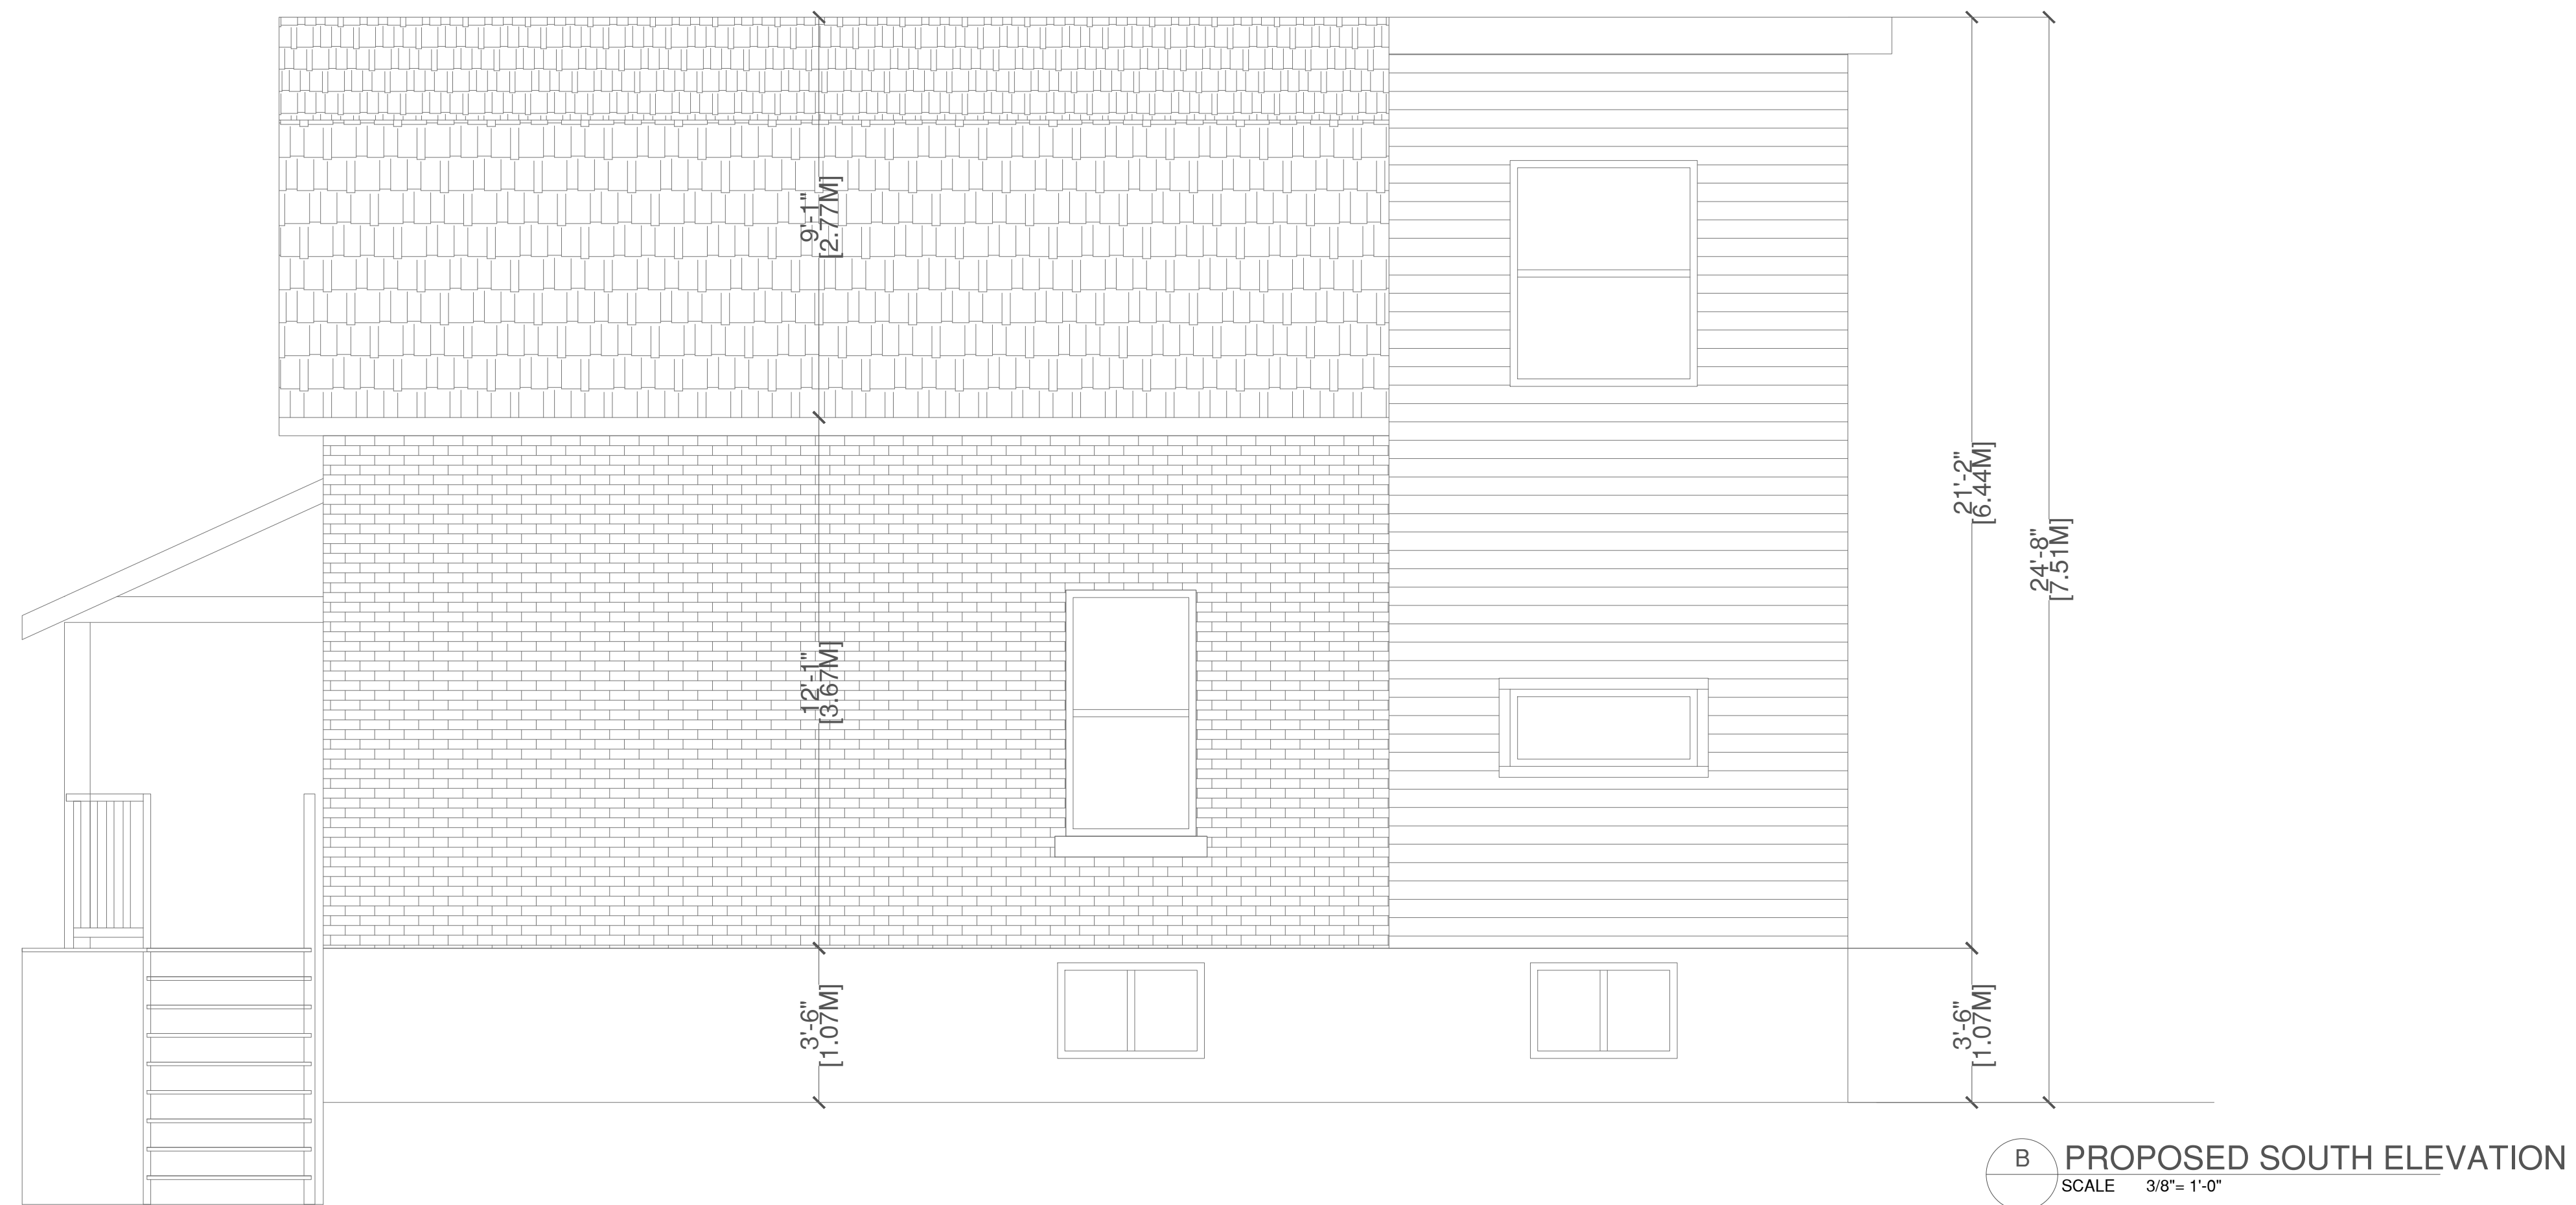 9'-1"
[2.77M]
12'-1"
[3.67M]
3'-6"
[1.07M]
21'-2"
[6.44M]
3'-6"
[1.07M]
24'-8"
[7.51M]
B
PROPOSED SOUTH ELEVATION
SCALE 3/8"= 1'-0"